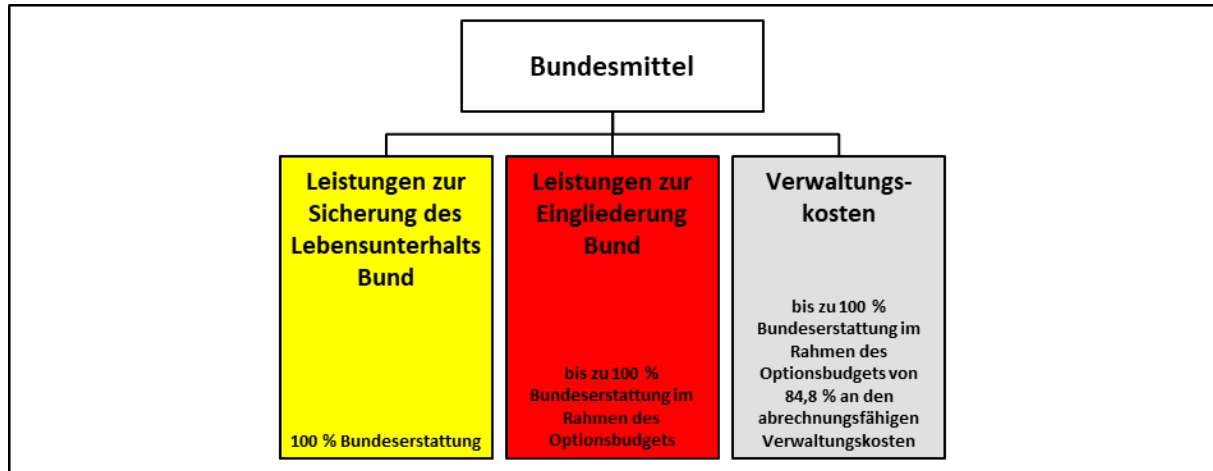 Bundesmittel
Leistungen zur
Sicherung des
Lebensunterhalts
Bund
100 % Bundeserstattung
Leistungen zur
Eingliederung
Bund
bis zu 100 %
Bundeserstattung im
Rahmen des
Optionsbudgets
Verwaltungs-
kosten
bis zu 100 %
Bundeserstattung im
Rahmen des
Optionsbudgets von
84,8 % an den
abrechnungsfähigen
Verwaltungskosten